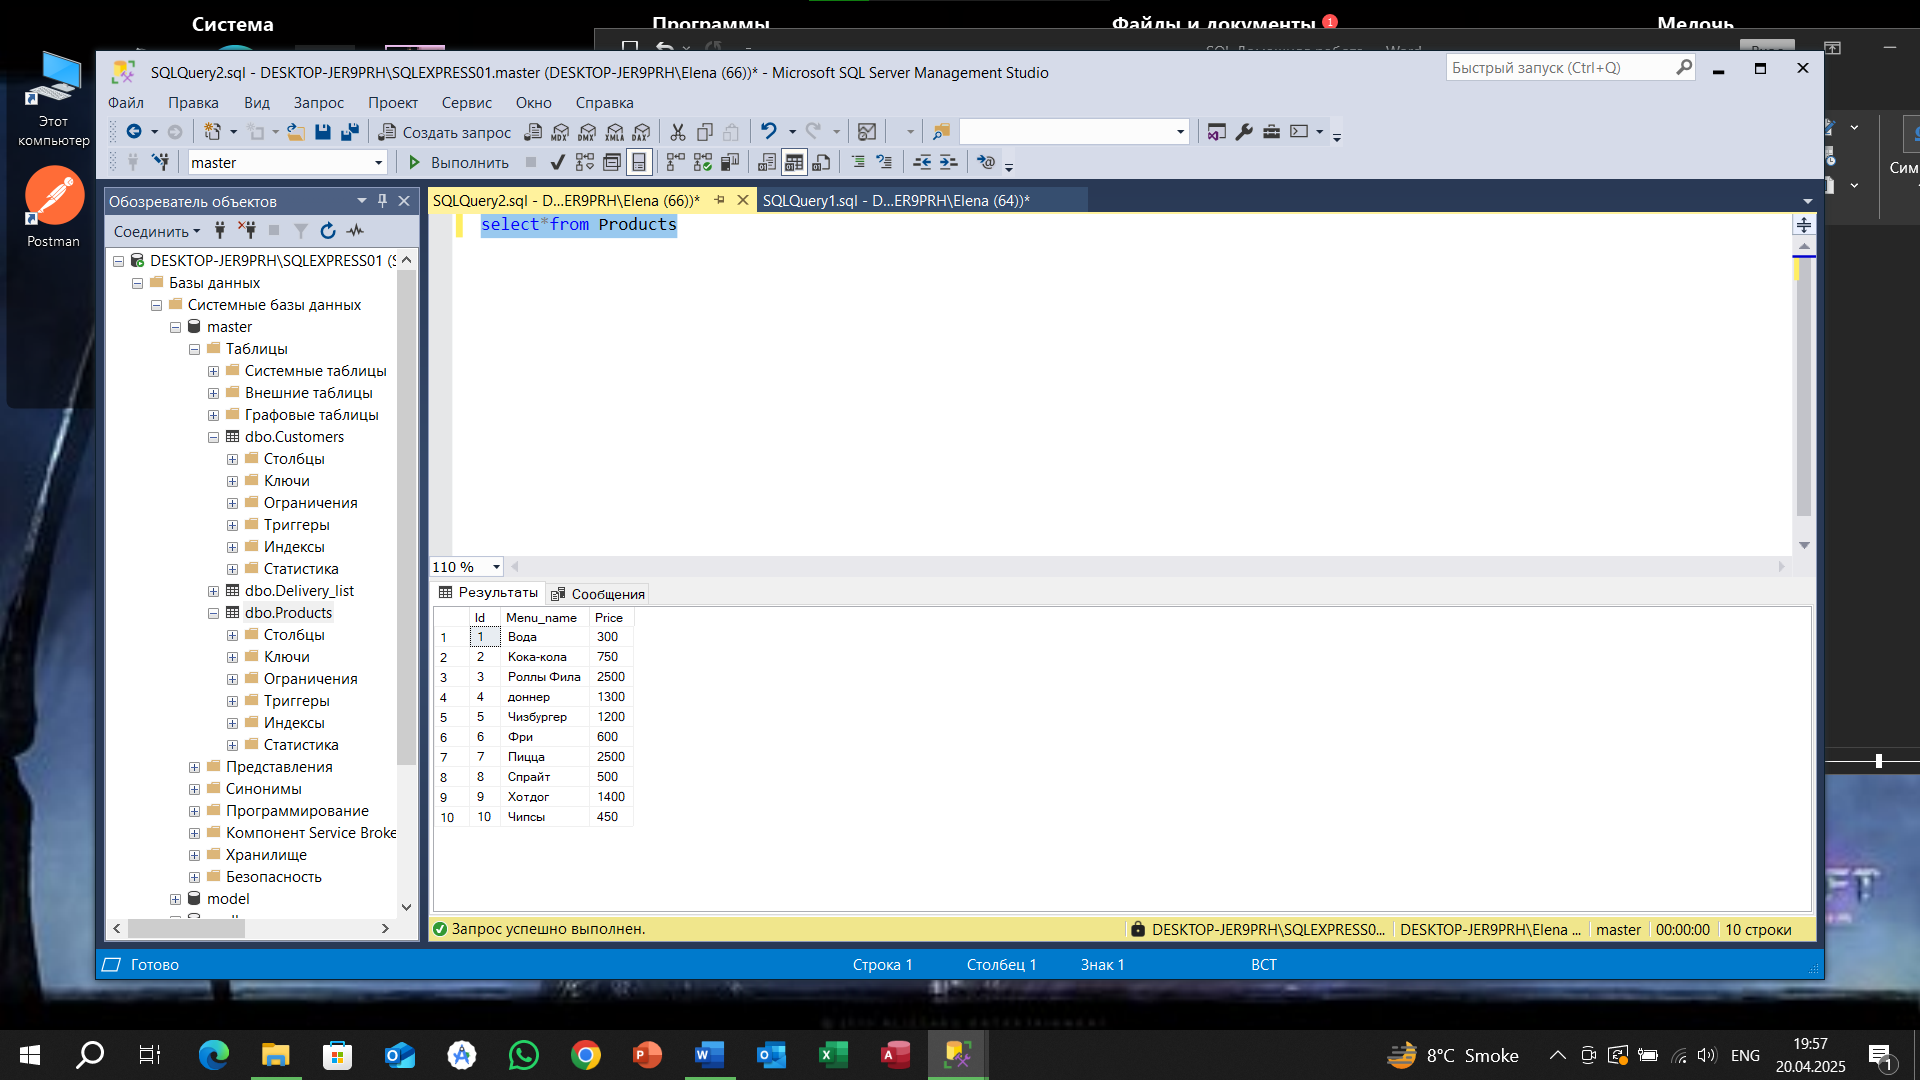 Система
Программы
Файлы и документы
1
Мелочь
Этот
компьютер
Postman
SQLQuery2.sql - DESKTOP-JER9PRH\SQLEXPRESS01.master (DESKTOP-JER9PRH\Elena (66))* - Microsoft SQL Server Management Studio
Быстрый запуск (Ctrl+Q)
Файл Правка Вид Запрос Проект Сервис Окно Справка
Создать запрос
MDX DMX XMLA DAX
master
Выполнить
Обозреватель объектов
Соединить
DESKTOP-JER9PRH\SQLEXPRESS01 (S
Базы данных
Системные базы данных
master
Таблицы
Системные таблицы
Внешние таблицы
Графовые таблицы
dbo.Customers
Столбцы
Ключи
Ограничения
Триггеры
Индексы
Статистика
dbo.Delivery_list
dbo.Products
Столбцы
Ключи
Ограничения
Триггеры
Индексы
Статистика
Представления
Синонимы
Программирование
Компонент Service Broke
Хранилище
Безопасность
model
SQLQuery2.sql - D...ER9PRH\Elena (66))*
SQLQuery1.sql - D...ER9PRH\Elena (64))*
select*from Products
110 %
Результаты Сообщения
Id Menu_name Price
1 1 Вода 300
2 2 Кока-кола 750
3 3 Роллы Фила 2500
4 4 доннер 1300
5 5 Чизбургер 1200
6 6 Фри 600
7 7 Пицца 2500
8 8 Спрайт 500
9 9 Хотдог 1400
10 10 Чипсы 450
Запрос успешно выполнен.
DESKTOP-JER9PRH\SQLEXPRESS0... DESKTOP-JER9PRH\Elena ... master 00:00:00 10 строки
Готово
Строка 1 Столбец 1 Знак 1 ВСТ
Сим
8°C Smoke
ENG
19:57
20.04.2025
1